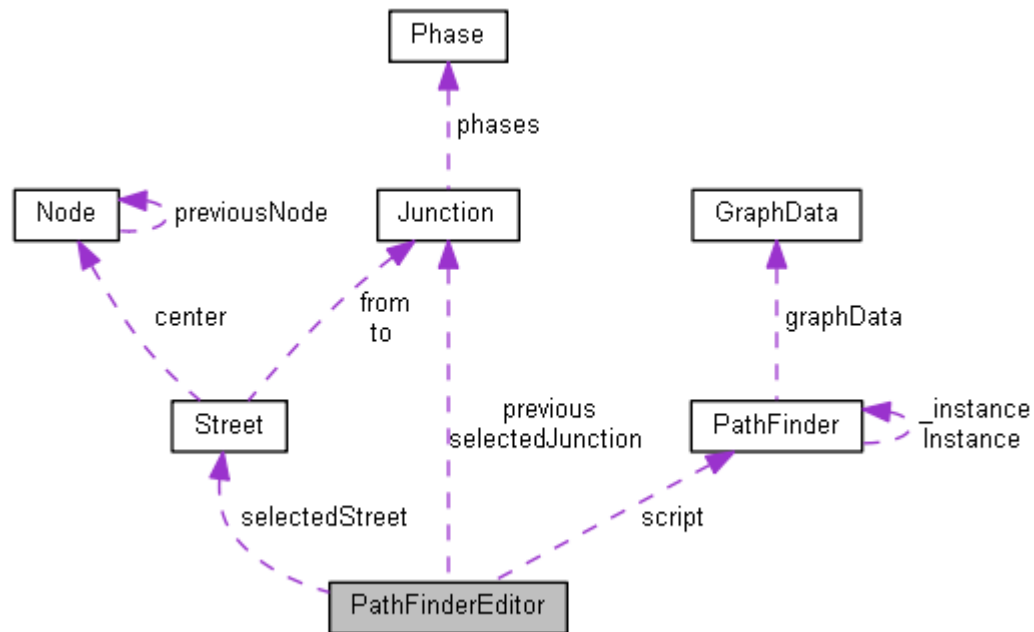 Phase
phases
Node
previousNode
Junction
GraphData
center
from
to
graphData
Street
previous
selectedJunction
PathFinder
_instance
Instance
selectedStreet
script
PathFinderEditor